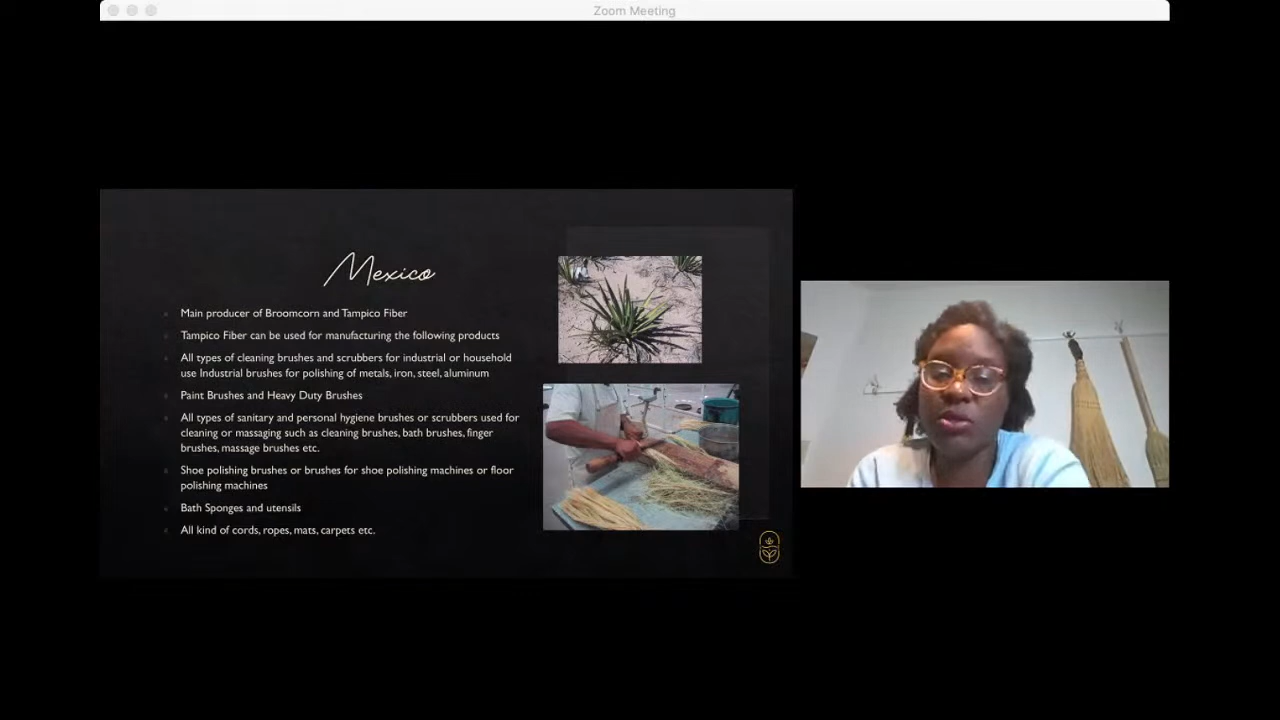 Zoom Meeting
Mexico
Main producer of Broomcorn and Tampico Fiber
Tampico Fiber can be used for manufacturing the following products
All types of cleaning brushes and scrubbers for industrial or household
use Industrial brushes for polishing of metals, iron, steel, aluminum
Paint Brushes and Heavy Duty Brushes
All types of sanitary and personal hygiene brushes or scrubbers used for
cleaning or massaging such as cleaning brushes, bath brushes, finger
brushes, massage brushes etc.
Shoe polishing brushes or brushes for shoe polishing machines or floor
polishing machines
Bath Sponges and utensils
All kind of cords, ropes, mats, carpets etc.